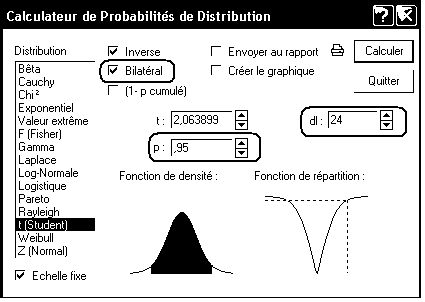 Calculateur de Probabilités de Distribution
Distribution
Bêta
Cauchy
Chi ²
Exponentiel
Valeur extrême
F (Fisher)
Gamma
Laplace
Log-Normale
Logistique
Pareto
Rayleigh
t (Student)
Weibull
Z (Normal)
Echelle fixe
Inverse
Bilatéral
(1- p cumulé)
Envoyer au rapport
Créer le graphique
Calculer
Quitter
t : 2,063899
dl : 24
p : ,95
Fonction de densité :
Fonction de répartition :